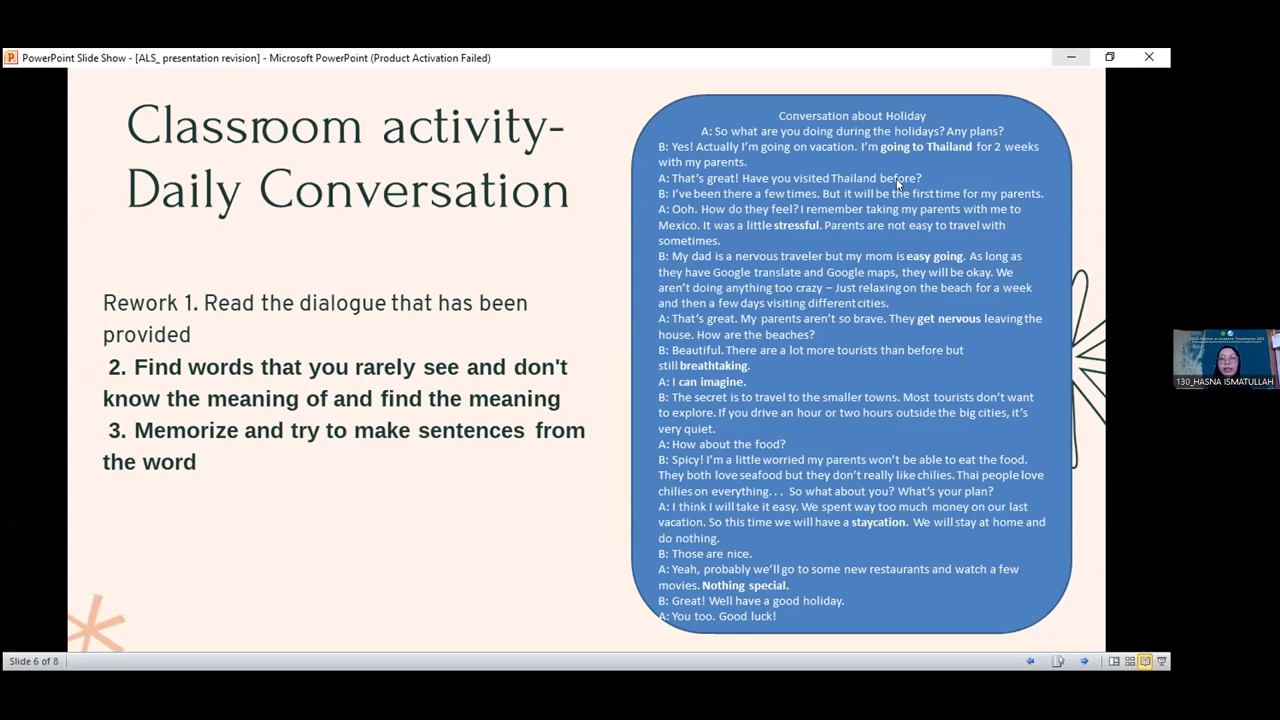 PowerPoint Slide Show - [ALS_ presentation revision] - Microsoft PowerPoint (Product Activation Failed)
Classroom activity-
Daily Conversation
Rework 1. Read the dialogue that has been
provided
2. Find words that you rarely see and don't
know the meaning of and find the meaning
3. Memorize and try to make sentences from
the word
Conversation about Holiday
A: So what are you doing during the holidays? Any plans?
B: Yes! Actually I'm going on vacation. I'm going to Thailand for 2 weeks
with my parents.
A: That's great! Have you visited Thailand before?
B: I've been there a few times. But it will be the first time for my parents.
A: Ooh. How do they feel? I remember taking my parents with me to
Mexico. It was a little stressful. Parents are not easy to travel with
sometimes.
B: My dad is a nervous traveler but my mom is easy going. As long as
they have Google translate and Google maps, they will be okay. We
aren't doing anything too crazy – Just relaxing on the beach for a week
and then a few days visiting different cities.
A: That's great. My parents aren't so brave. They get nervous leaving the
house. How are the beaches?
B: Beautiful. There are a lot more tourists than before but
still breathtaking.
A: I can imagine.
B: The secret is to travel to the smaller towns. Most tourists don't want
to explore. If you drive an hour or two hours outside the big cities, it's
very quiet.
A: How about the food?
B: Spicy! I'm a little worried my parents won't be able to eat the food.
They both love seafood but they don't really like chilies. Thai people love
chilies on everything. . . So what about you? What's your plan?
A: I think I will take it easy. We spent way too much money on our last
vacation. So this time we will have a staycation. We will stay at home and
do nothing.
B: Those are nice.
A: Yeah, probably we'll go to some new restaurants and watch a few
movies. Nothing special.
B: Great! Well have a good holiday.
A: You too. Good luck!
130_HASNA ISMATULLAH
Slide 6 of 8